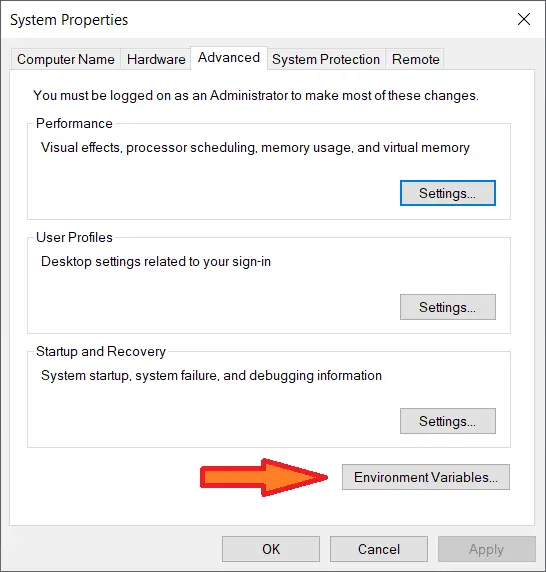 System Properties
Computer Name Hardware Advanced System Protection Remote
You must be logged on as an Administrator to make most of these changes.
Performance
Visual effects, processor scheduling, memory usage, and virtual memory
Settings...
User Profiles
Desktop settings related to your sign-in
Settings...
Startup and Recovery
System startup, system failure, and debugging information
Settings...
Environment Variables...
OK Cancel Apply